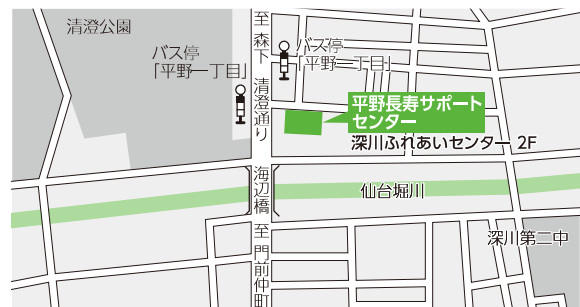 清澄公園
至 森下
清澄通り
バス停
「平野一丁目」
バス停
「平野一丁目」
平野長寿サポート
センター
深川ふれあいセンター 2F
海辺橋
仙台堀川
至 門前仲町
深川第二中